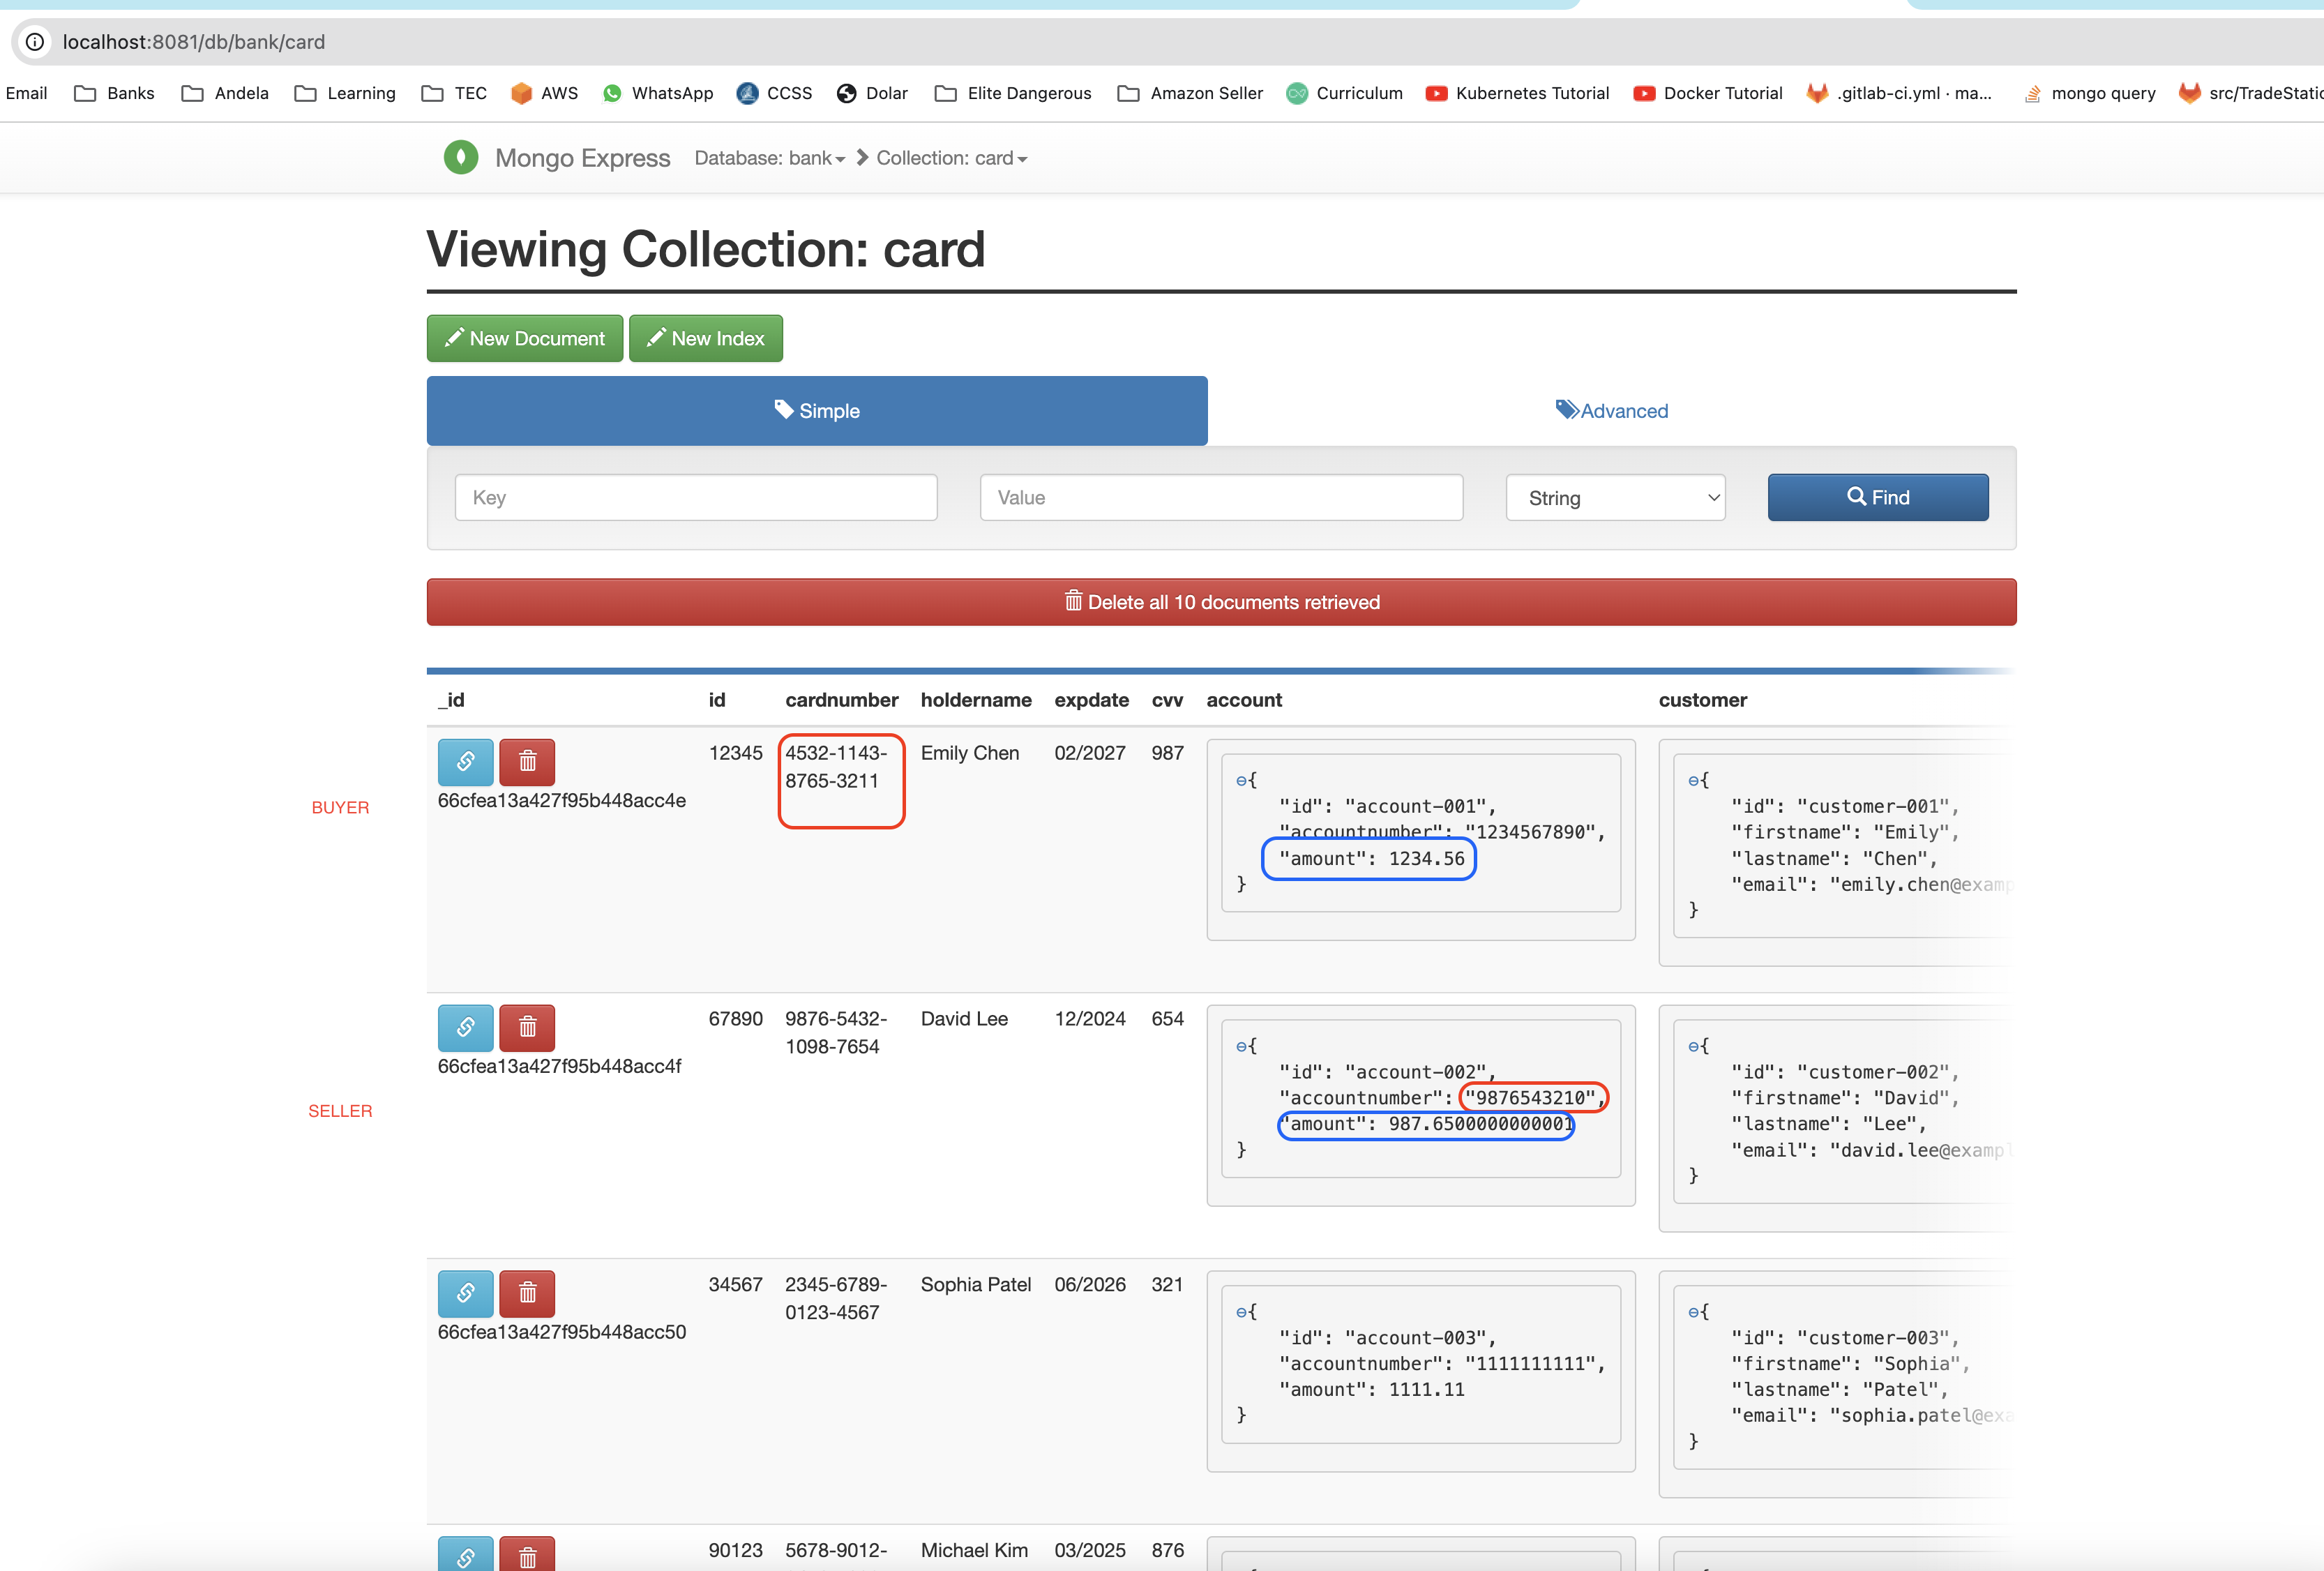 localhost:8081/db/bank/card
Email Banks Andela Learning TEC AWS WhatsApp CCSS Dolar Elite Dangerous Amazon Seller Curriculum Kubernetes Tutorial Docker Tutorial .gitlab-ci.yml · ma... mongo query src/TradeStatio
Mongo Express Database: bank Collection: card
Viewing Collection: card
New Document New Index
Simple Advanced
Key Value String Find
Delete all 10 documents retrieved
_id id cardnumber holdername expdate cvv account customer
12345 4532-1143- Emily Chen 02/2027 987
8765-3211
{ {
66cfea13a427f95b448acc4e "id": "account-001", "id": "customer-001",
BUYER
"accountnumber": "1234567890", "firstname": "Emily",
"amount": 1234.56 "lastname": "Chen",
} "email": "emily.chen@examp
}
67890 9876-5432- David Lee 12/2024 654
1098-7654 { {
66cfea13a427f95b448acc4f "id": "account-002", "id": "customer-002",
"accountnumber": "9876543210", "firstname": "David",
SELLER
"amount": 987.6500000000001 "lastname": "Lee",
} "email": "david.lee@exampl
}
34567 2345-6789- Sophia Patel 06/2026 321
0123-4567 { {
66cfea13a427f95b448acc50 "id": "account-003", "id": "customer-003",
"accountnumber": "1111111111", "firstname": "Sophia",
"amount": 1111.11 "lastname": "Patel",
} "email": "sophia.patel@exa
}
90123 5678-9012- Michael Kim 03/2025 876